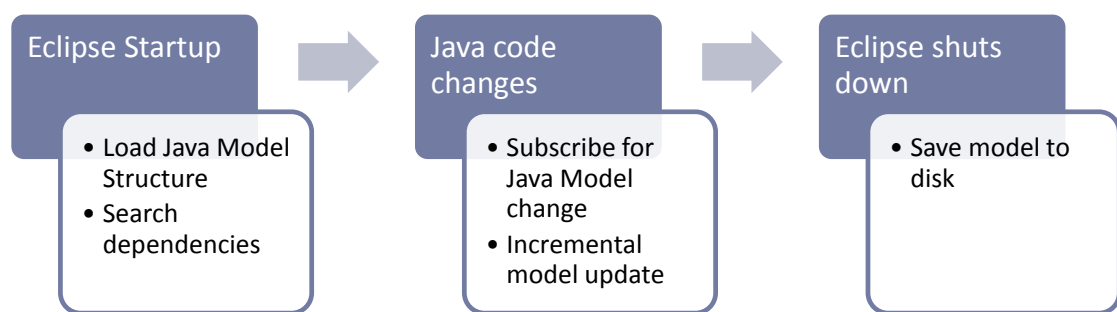 Eclipse Startup
• Load Java Model
Structure
• Search
dependencies
Java code
changes
• Subscribe for
Java Model
change
• Incremental
model update
Eclipse shuts
down
• Save model to
disk